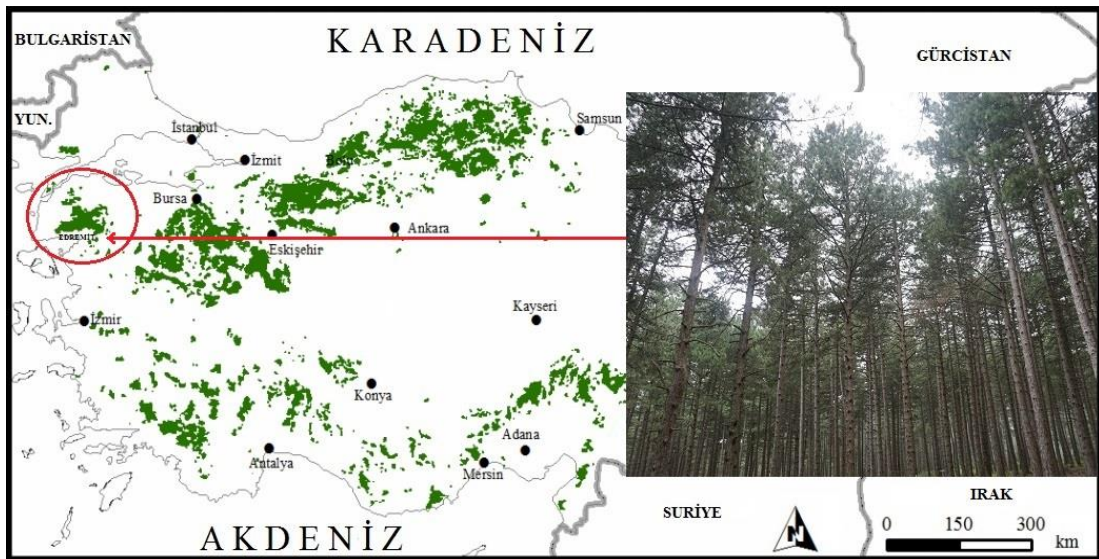 BULGARİSTAN
KARADENİZ
GÜRCİSTAN
YUN.
İstanbul
Samsun
İzmit
Bolu
Bursa
EDREMİT
Eskişehir
Ankara
Kayseri
İzmir
Konya
Adana
Antalya
Mersin
SURİYE
IRAK
N
0 150 300
km
AKDENİZ